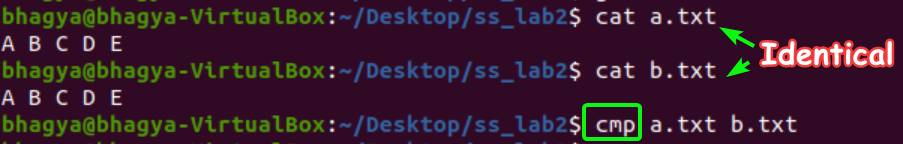 bhagya@bhagya-VirtualBox:~/Desktop/ss_lab2$ cat a.txt
A B C D E
Identical
bhagya@bhagya-VirtualBox:~/Desktop/ss_lab2$ cat b.txt
A B C D E
bhagya@bhagya-VirtualBox:~/Desktop/ss_lab2$ cmp a.txt b.txt